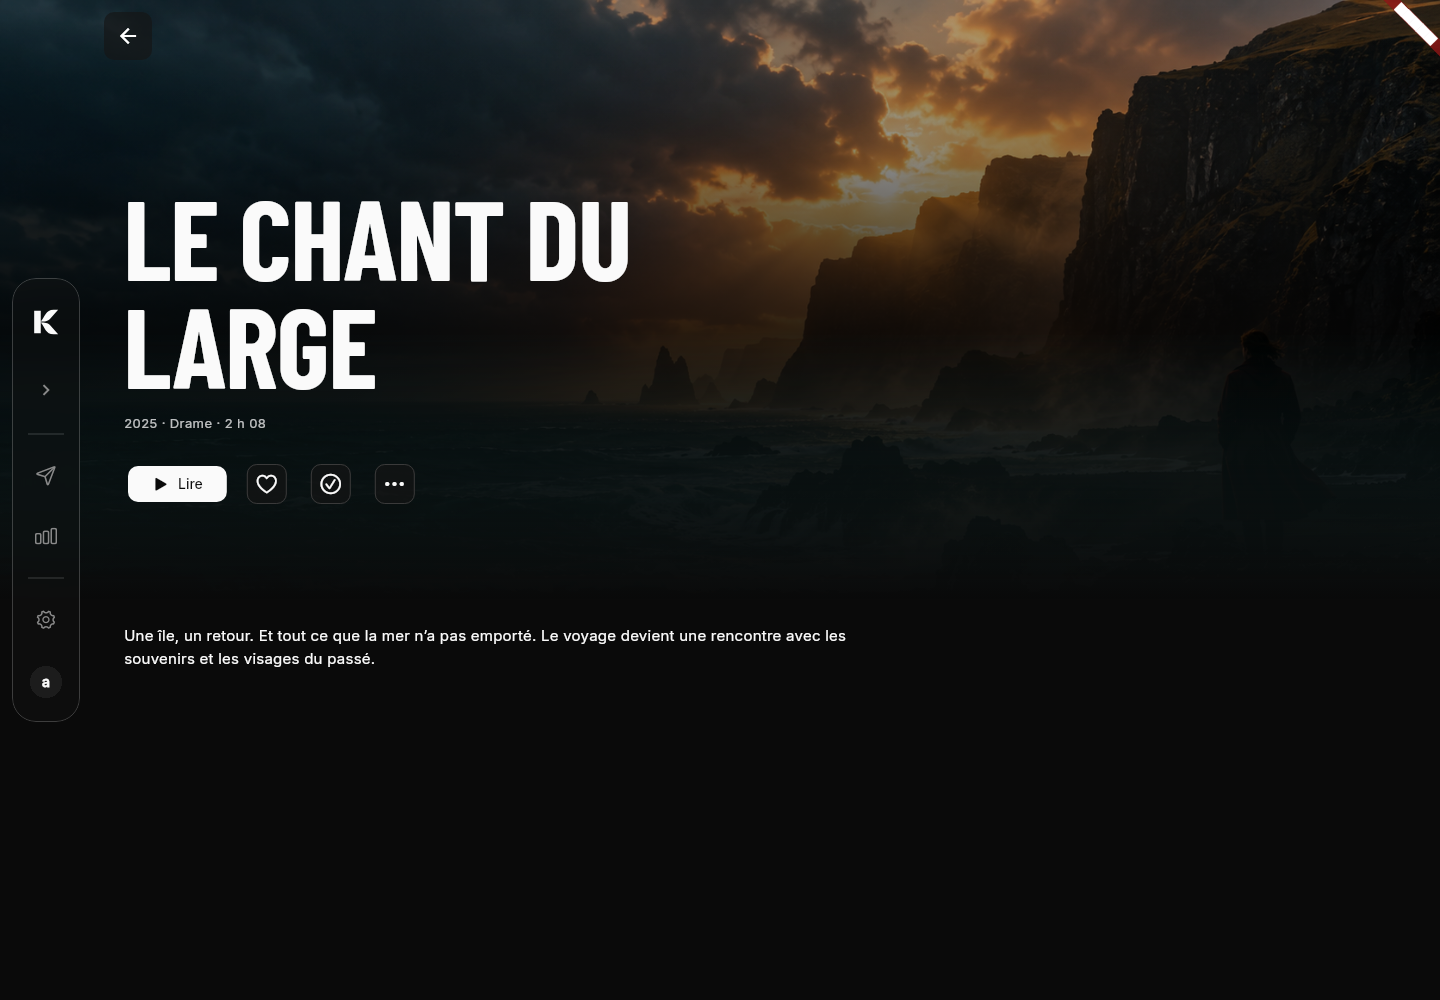 LE CHANT DU
LARGE
2025 · Drame · 2 h 08
Lire
Une île, un retour. Et tout ce que la mer n’a pas emporté. Le voyage devient une rencontre avec les
souvenirs et les visages du passé.
K
a